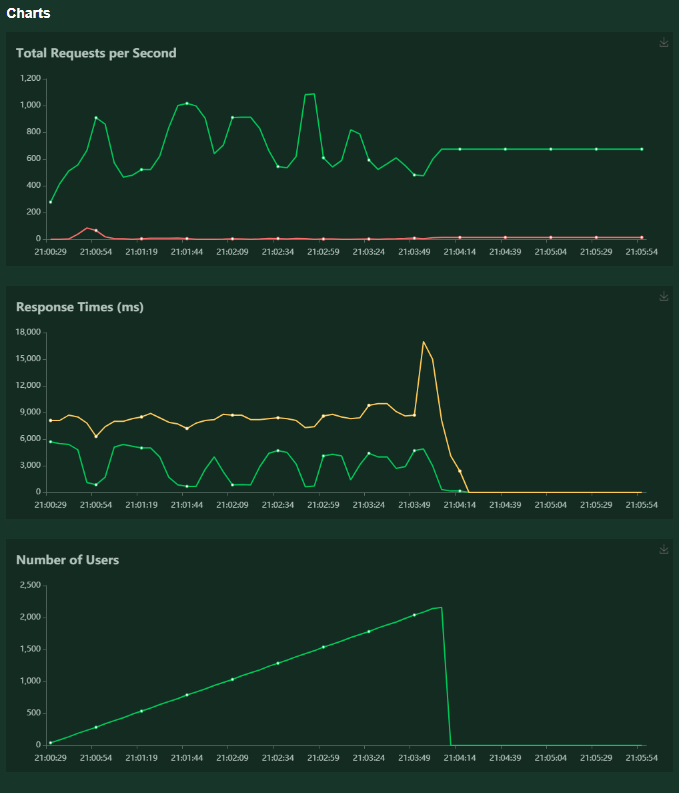 Charts
Total Requests per Second
1,200
1,000
800
600
400
200
0
21:00:29 21:00:54 21:01:19 21:01:44 21:02:09 21:02:34 21:02:59 21:03:24 21:03:49 21:04:14 21:04:39 21:05:04 21:05:29 21:05:54
Response Times (ms)
18,000
15,000
12,000
9,000
6,000
3,000
0
21:00:29 21:00:54 21:01:19 21:01:44 21:02:09 21:02:34 21:02:59 21:03:24 21:03:49 21:04:14 21:04:39 21:05:04 21:05:29 21:05:54
Number of Users
2,500
2,000
1,500
1,000
500
0
21:00:29 21:00:54 21:01:19 21:01:44 21:02:09 21:02:34 21:02:59 21:03:24 21:03:49 21:04:14 21:04:39 21:05:04 21:05:29 21:05:54